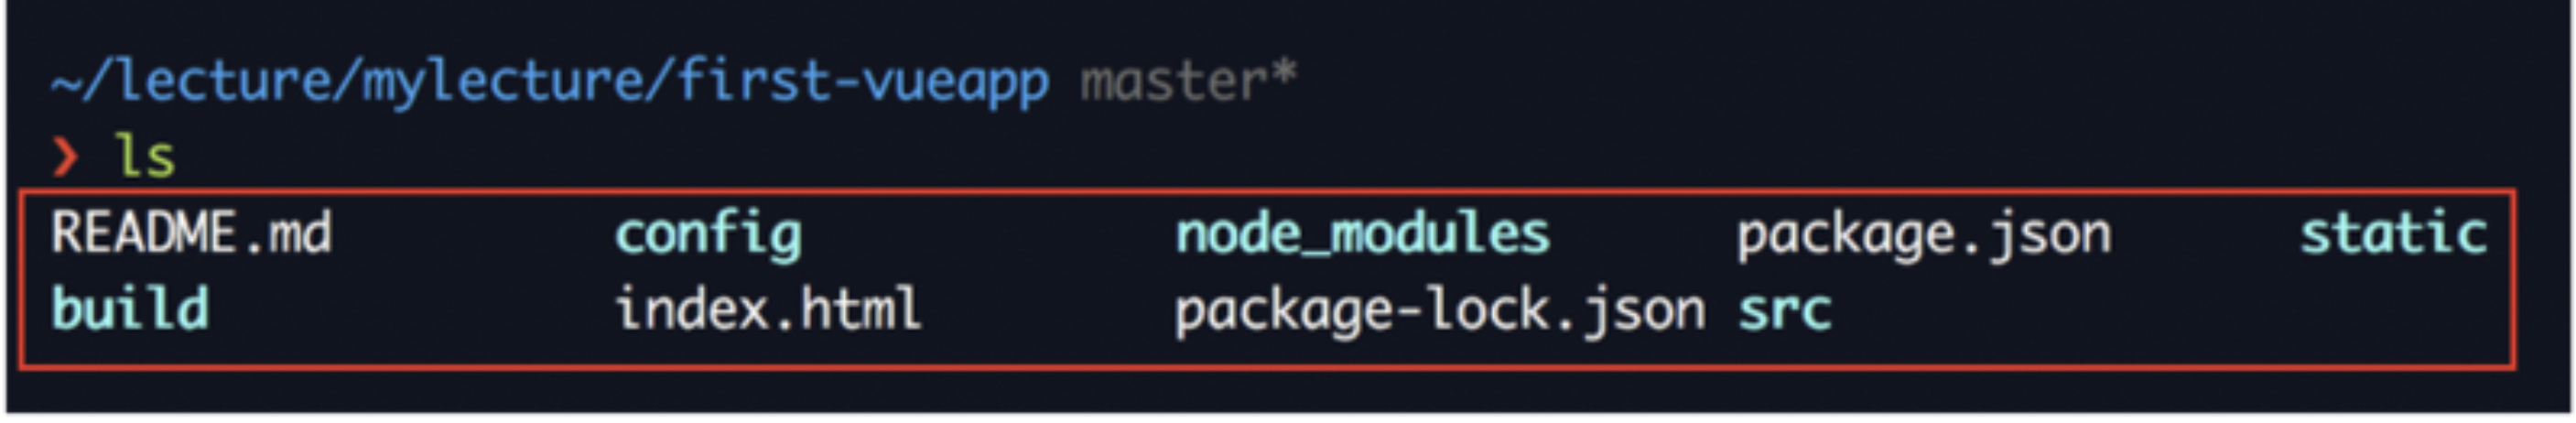 ~/lecture/mylecture/first-vueapp master*
❯ ls
README.md config node_modules package.json static
build index.html package-lock.json src